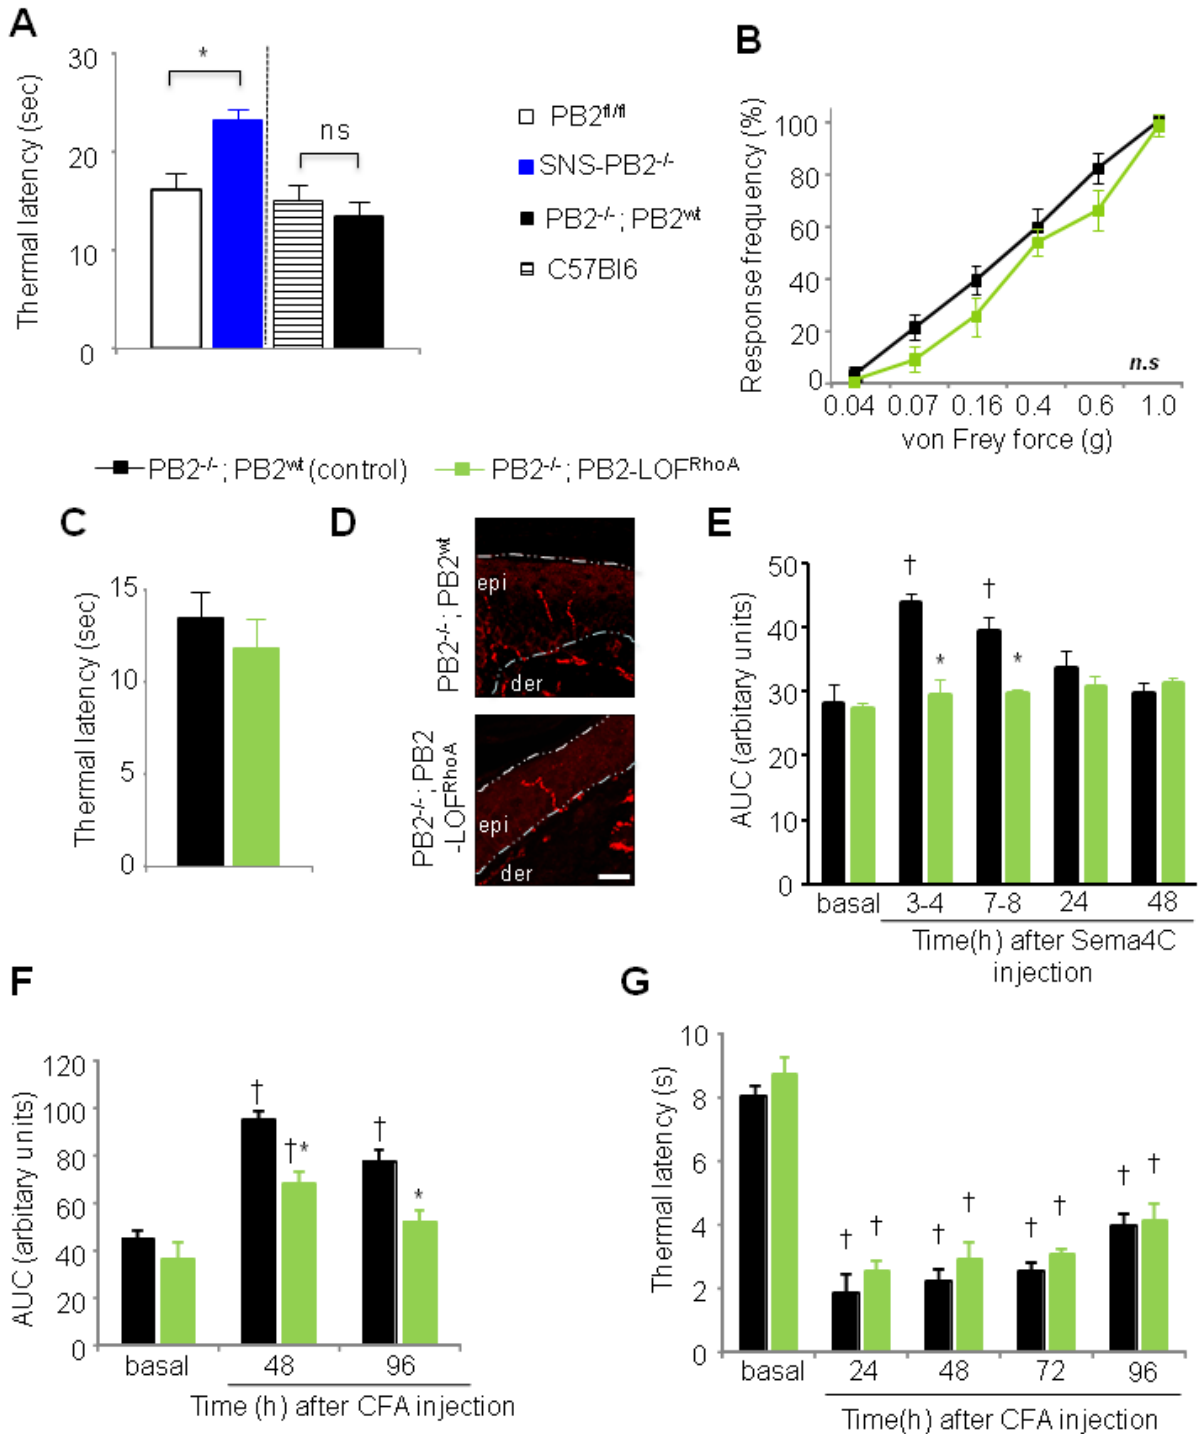 A
Thermal latency (sec)
30
20
10
0
*
ns
PB2fl/fl
SNS-PB2-/-
PB2-/-; PB2wt
C57Bl6
B
Response frequency (%)
100
80
60
40
20
0
n.s
0.04 0.07 0.16 0.4 0.6 1.0
von Frey force (g)
PB2-/-; PB2wt (control) PB2-/-; PB2-LOFRhoA
C
Thermal latency (sec)
15
10
5
0
D
PB2-/-; PB2wt
epi
der
PB2-/-; PB2
-LOFRhoA
epi
der
E
AUC (arbitary units)
50
40
30
20
10
0
† † * *
basal 3-4 7-8 24 48
Time(h) after Sema4C
injection
F
AUC (arbitary units)
120
100
80
60
40
20
0
† †* † *
basal 48 96
Time (h) after CFA injection
G
Thermal latency (s)
10
8
6
4
2
0
† † † † † † † †
basal 24 48 72 96
Time(h) after CFA injection